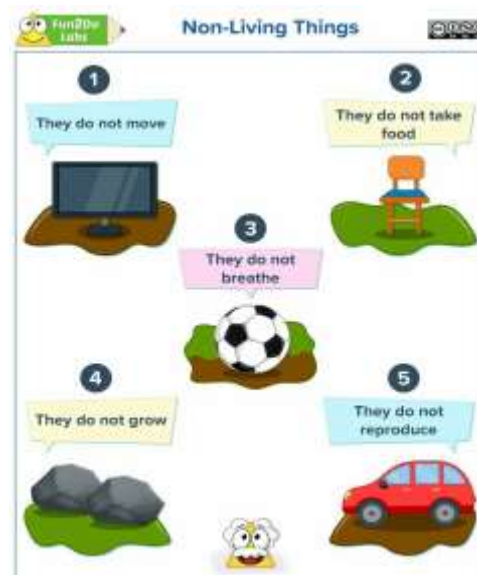 Fun2Do
Labs
Non-Living Things
1
They do not move
2
They do not take
food
3
They do not
breathe
4
They do not grow
5
They do not
reproduce